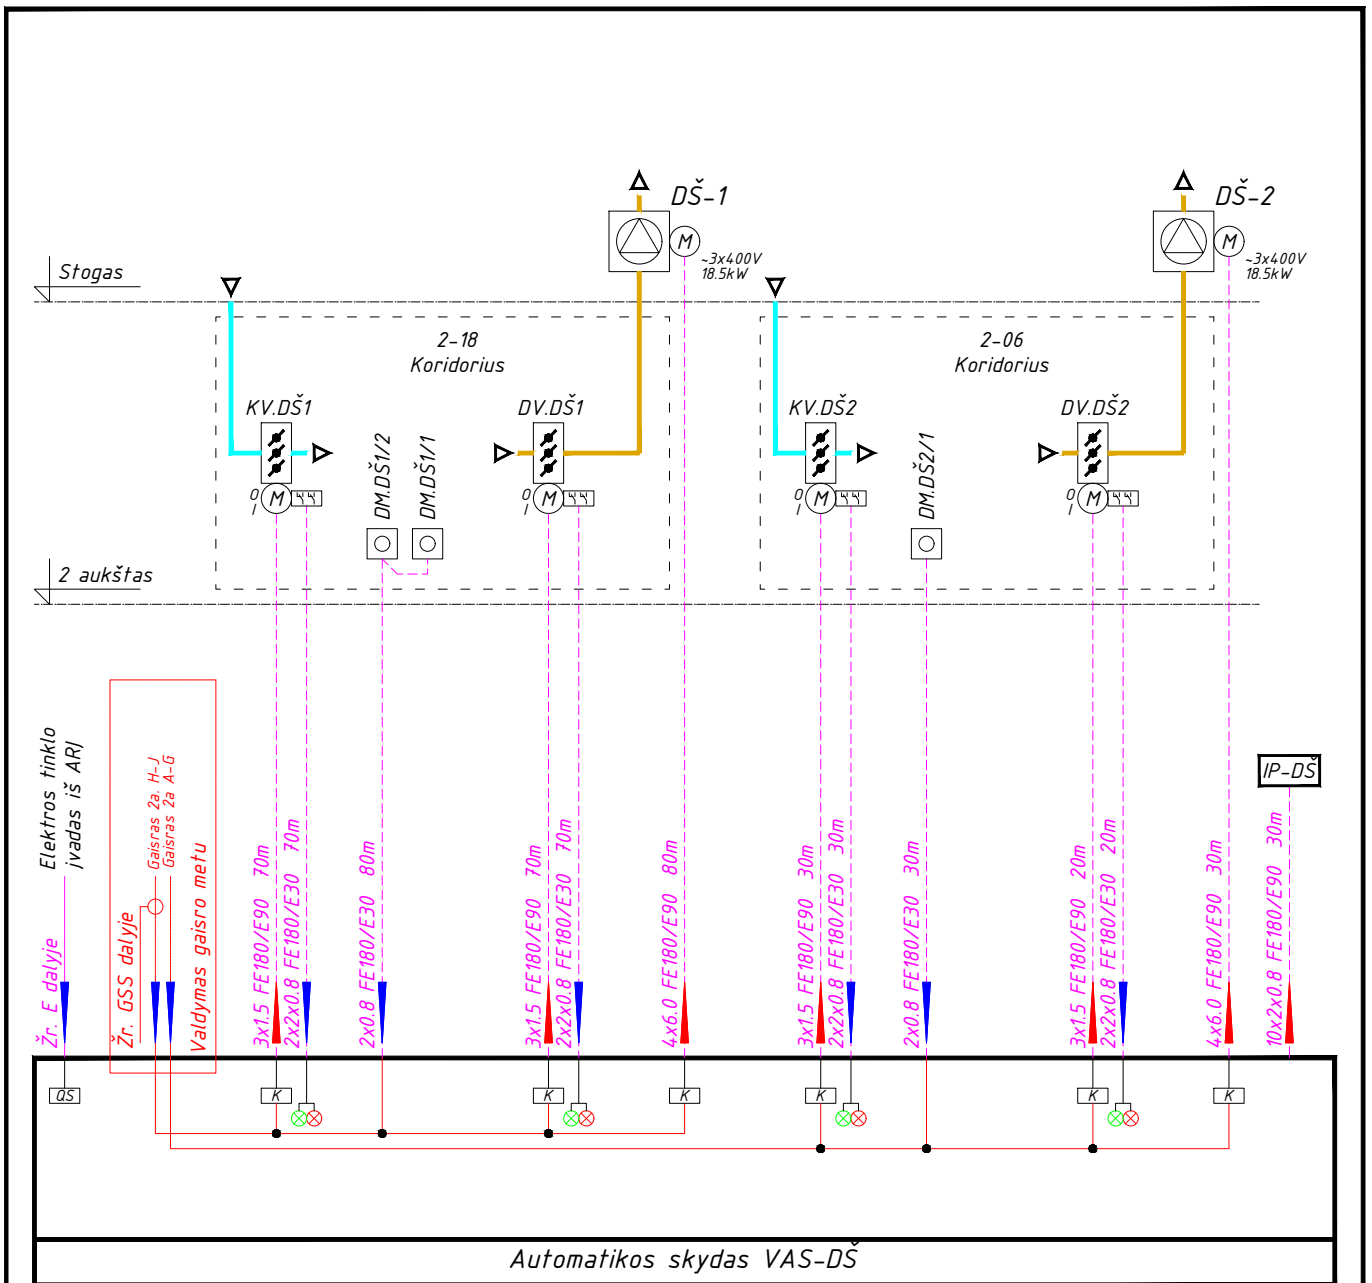 DŠ-1
M
~3x400V
18.5kW
DŠ-2
M
~3x400V
18.5kW
Stogas
2-18
Koridorius
2-06
Koridorius
KV.DŠ1
DM.DŠ1/2
DM.DŠ1/1
DV.DŠ1
KV.DŠ2
DM.DŠ2/1
DV.DŠ2
0
I
M
0
I
M
0
I
M
0
I
M
2 aukštas
Elektros tinklo
įvadas iš ARĮ
Žr. E dalyje
Gaisras 2a. H-J
Gaisras 2a A-G
Žr. GSS dalyje
Valdymas gaisro metu
3x1.5 FE180/E90 70m
2x2x0.8 FE180/E30 70m
2x0.8 FE180/E30 80m
3x1.5 FE180/E90 70m
2x2x0.8 FE180/E30 70m
4x6.0 FE180/E90 80m
3x1.5 FE180/E90 30m
2x2x0.8 FE180/E30 30m
2x0.8 FE180/E30 30m
3x1.5 FE180/E90 20m
2x2x0.8 FE180/E30 20m
4x6.0 FE180/E90 30m
IP-DŠ
10x2x0.8 FE180/E90 30m
QS
K
K
K
K
K
K
Automatikos skydas VAS-DŠ